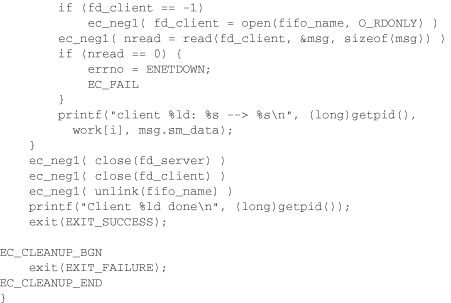 if (fd_client == -1)
            ec_neg1( fd_client = open(fifo_name, O_RDONLY) )
        ec_neg1( nread = read(fd_client, &msg, sizeof(msg)) )
        if (nread == 0) {
            errno = ENETDOWN;
            EC_FAIL
        }
        printf("client %ld: %s --> %s\n", (long)getpid(),
          work[i], msg.sm_data);
    }
    ec_neg1( close(fd_server) )
    ec_neg1( close(fd_client) )
    ec_neg1( unlink(fifo_name) )
    printf("Client %ld done\n", (long)getpid());
    exit(EXIT_SUCCESS);

EC_CLEANUP_BGN
    exit(EXIT_FAILURE);
EC_CLEANUP_END
}